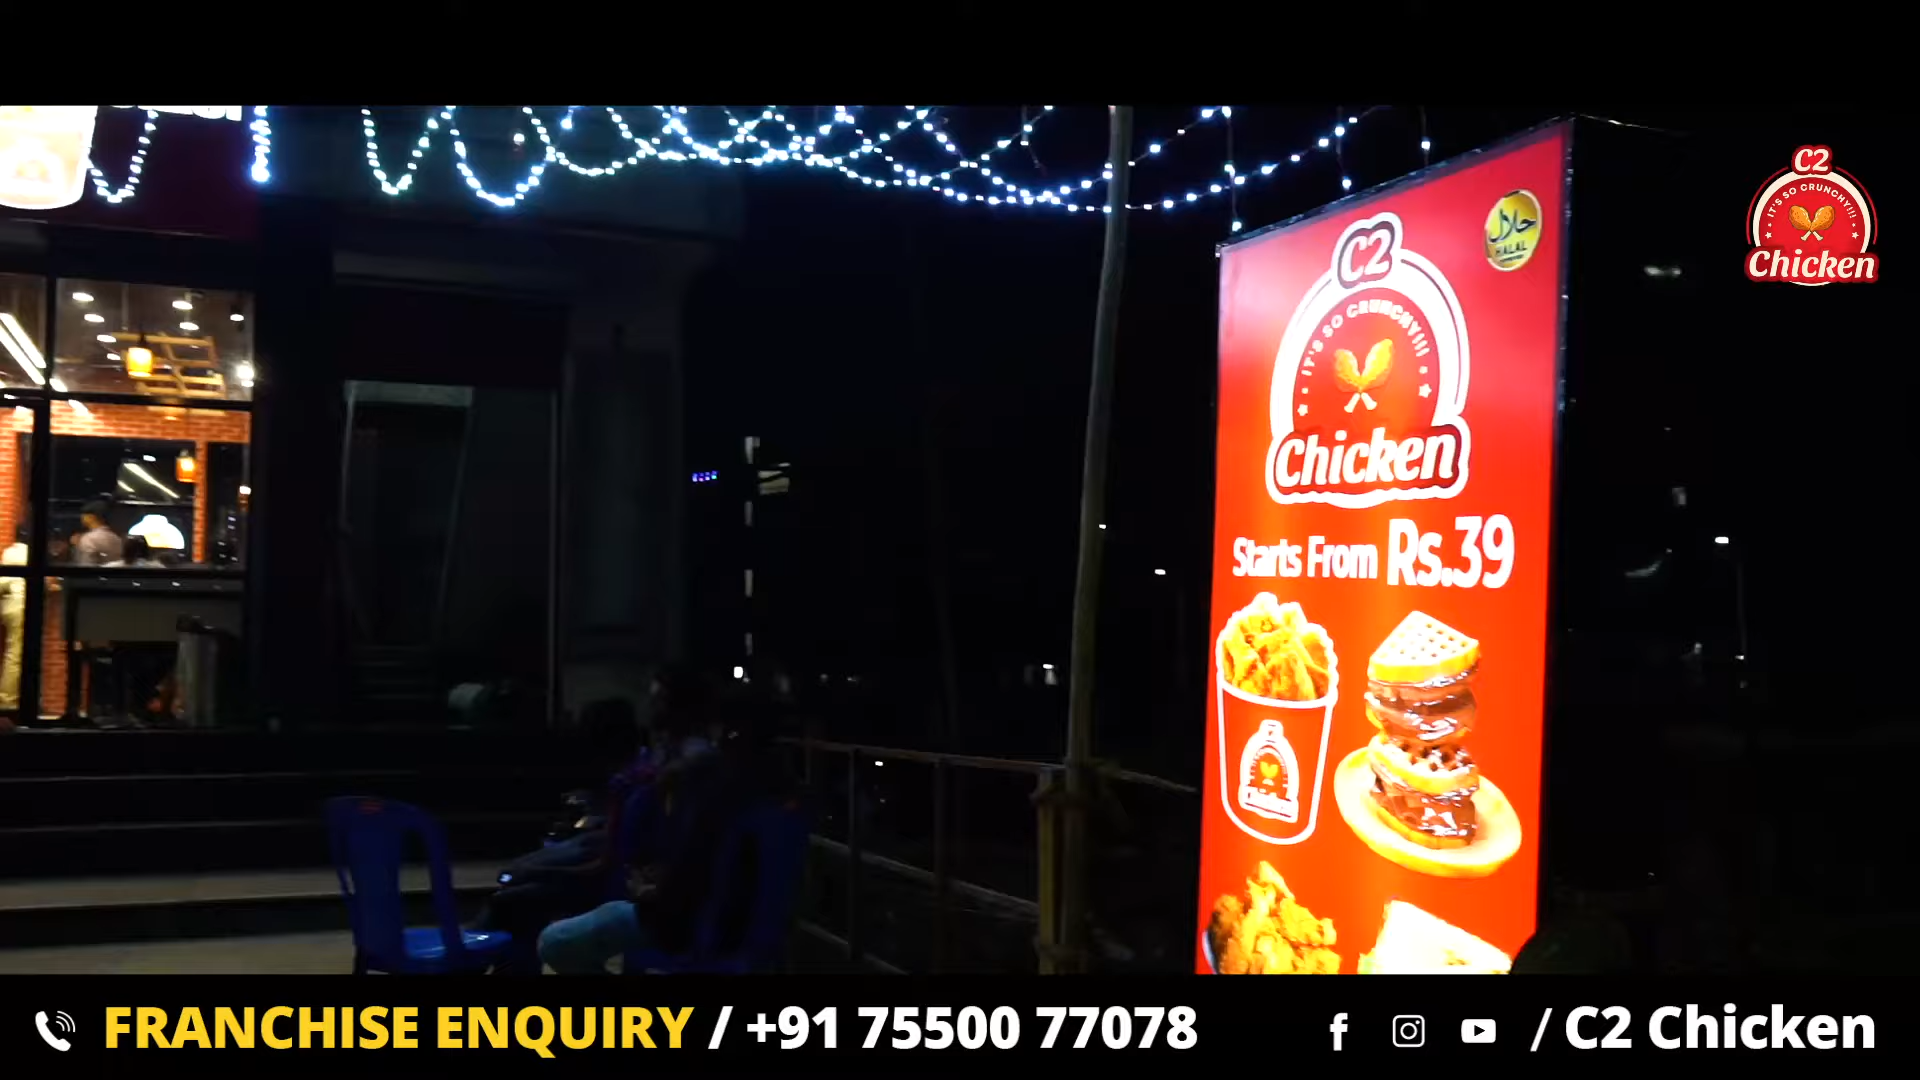 C2
IT'S SO CRUNCHY!!!
Chicken
حلال
HALAL
C2
IT'S SO CRUNCHY!!!
Chicken
Starts From Rs.39
Chicken
FRANCHISE ENQUIRY / +91 75500 77078
/ C2 Chicken